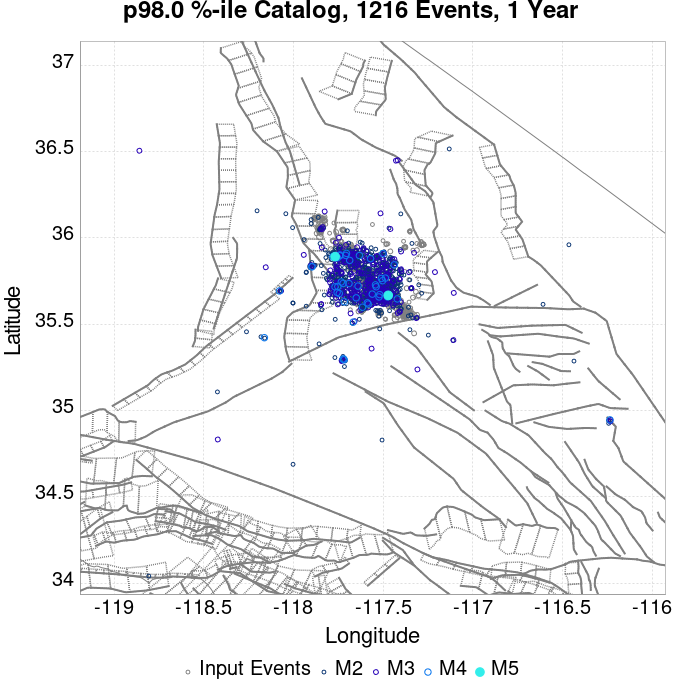 p98.0 %-ile Catalog, 1216 Events, 1 Year
37
36.5
36
35.5
35
34.5
34
Latitude
-119
-118.5
-118
-117.5
-117
-116.5
-116
Longitude
Input Events
M2
M3
M4
M5